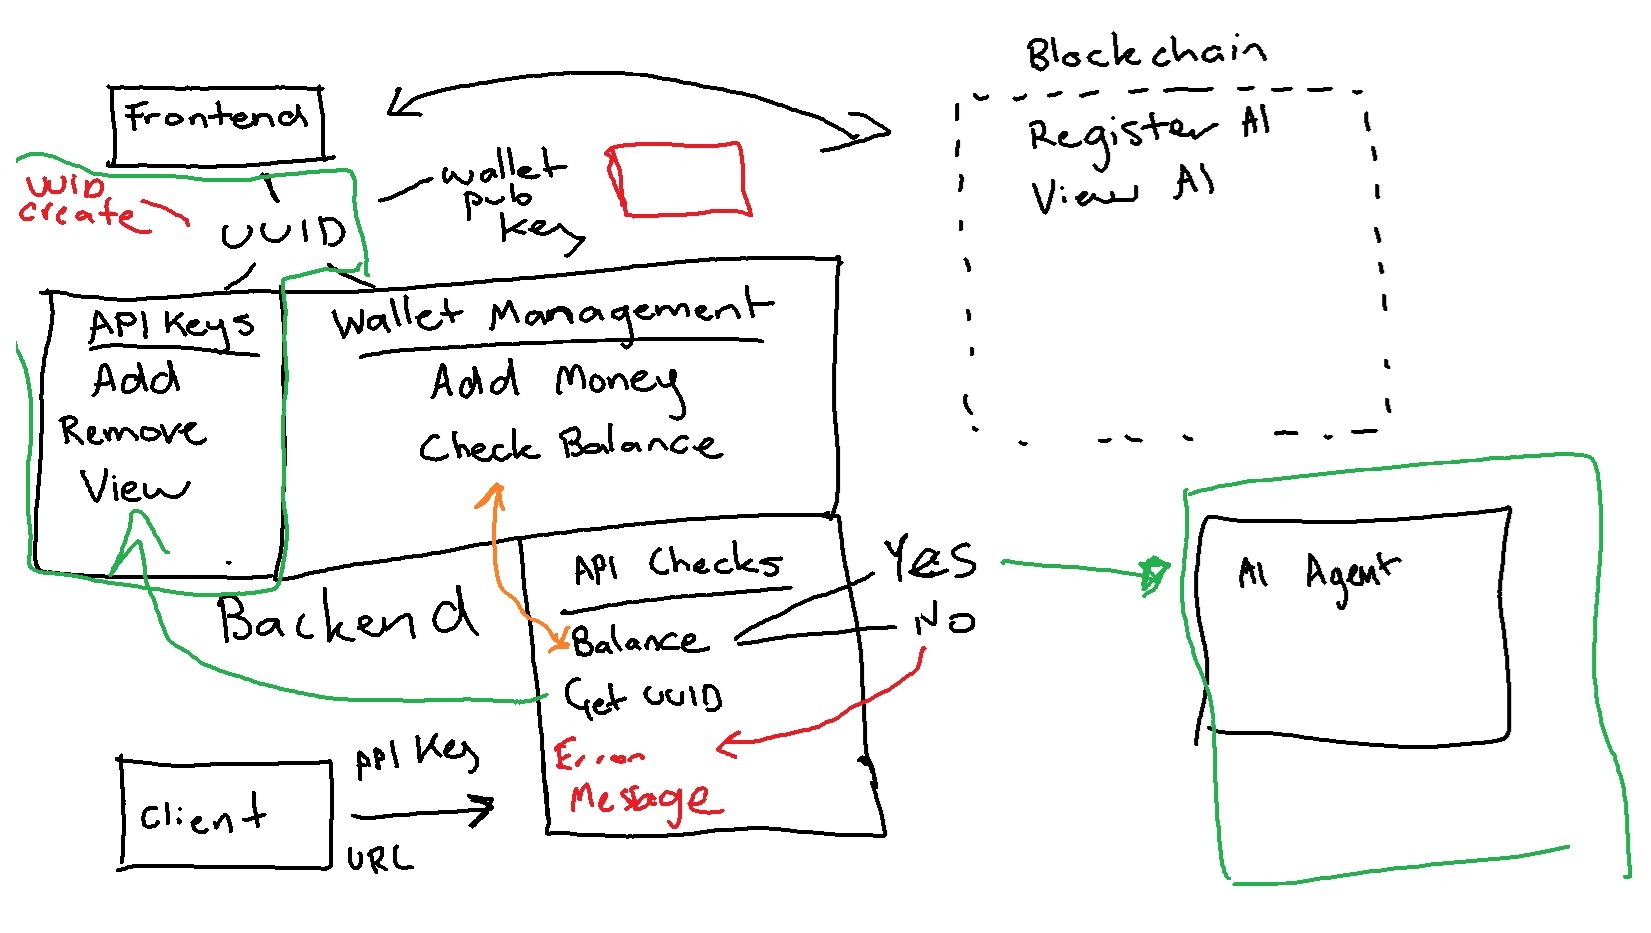 Blockchain
Register AI
View AI
Frontend
UUID
create
UUID
wallet
pub
key
API Keys
Add
Remove
View
Wallet Management
Add Money
Check Balance
Backend
API Checks
Balance
Get UUID
Error
Message
YES
NO
AI Agent
Client
API Key
URL